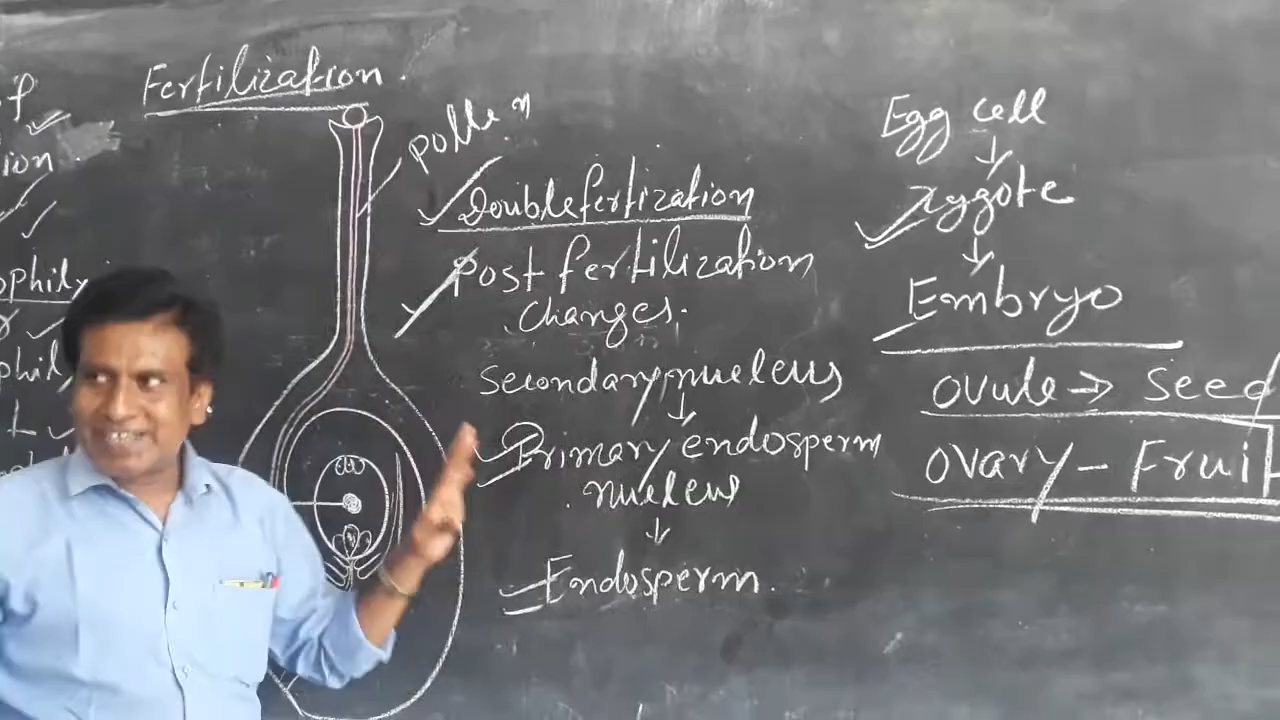 Fertilization.
Pollen
Doublefertization
Post fertilization
changes.
Secondary nucleus
↓
Primary endosperm
nucleus
↓
Endosperm.
Egg cell
↓
zygote
↓
Embryo
Ovule → Seed
Ovary - Fruit